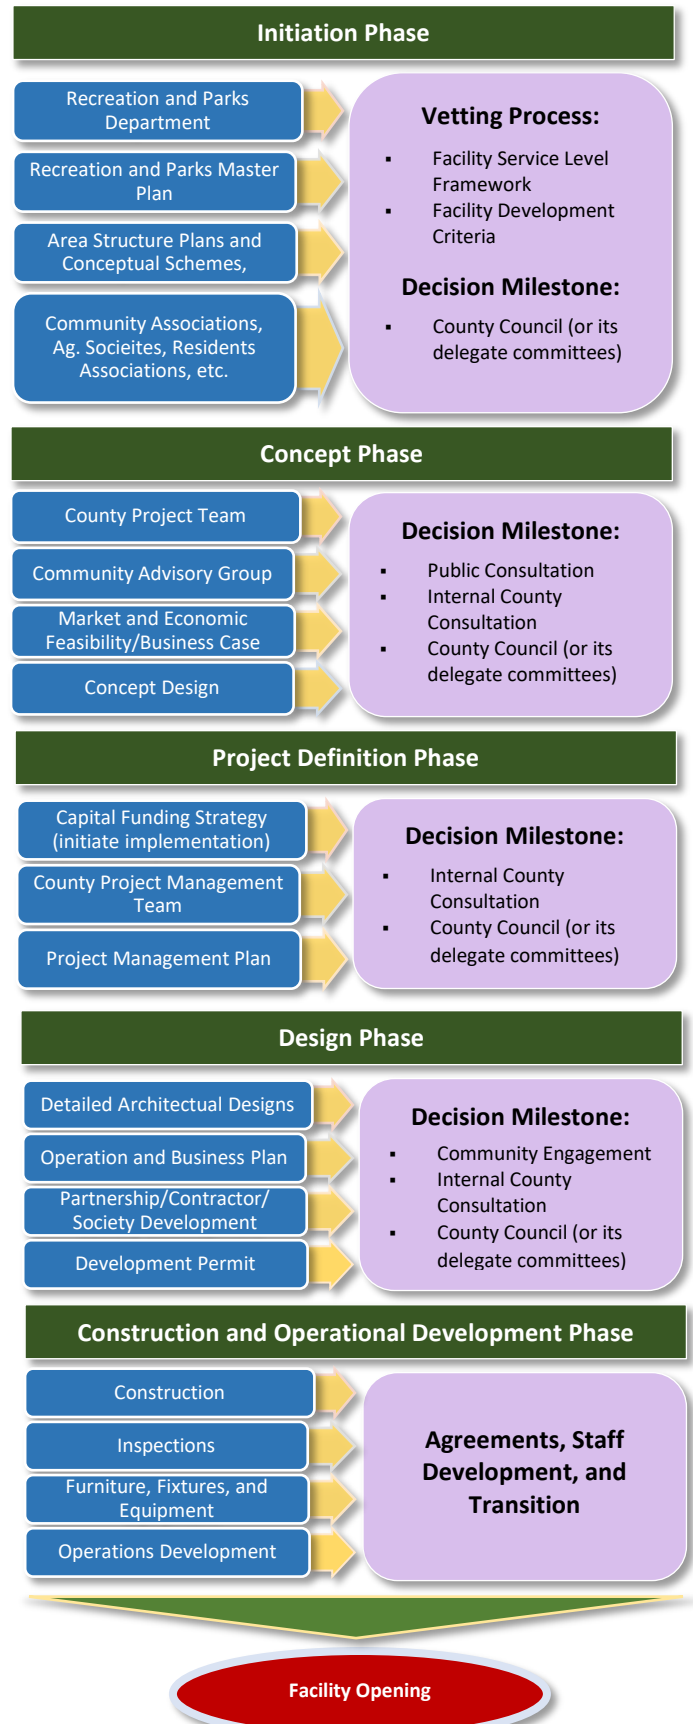 Initiation Phase
Recreation and Parks
Department
Recreation and Parks Master
Plan
Area Structure Plans and
Conceptual Schemes,
Community Associations,
Ag. Socieites, Residents
Associations, etc.
Vetting Process:
▪ Facility Service Level
Framework
▪ Facility Development
Criteria
Decision Milestone:
▪ County Council (or its
delegate committees)
Concept Phase
County Project Team
Community Advisory Group
Market and Economic
Feasibility/Business Case
Concept Design
Decision Milestone:
▪ Public Consultation
▪ Internal County
Consultation
▪ County Council (or its
delegate committees)
Project Definition Phase
Capital Funding Strategy
(initiate implementation)
County Project Management
Team
Project Management Plan
Decision Milestone:
▪ Internal County
Consultation
▪ County Council (or its
delegate committees)
Design Phase
Detailed Architectual Designs
Operation and Business Plan
Partnership/Contractor/
Society Development
Development Permit
Decision Milestone:
▪ Community Engagement
▪ Internal County
Consultation
▪ County Council (or its
delegate committees)
Construction and Operational Development Phase
Construction
Inspections
Furniture, Fixtures, and
Equipment
Operations Development
Agreements, Staff
Development, and
Transition
Facility Opening